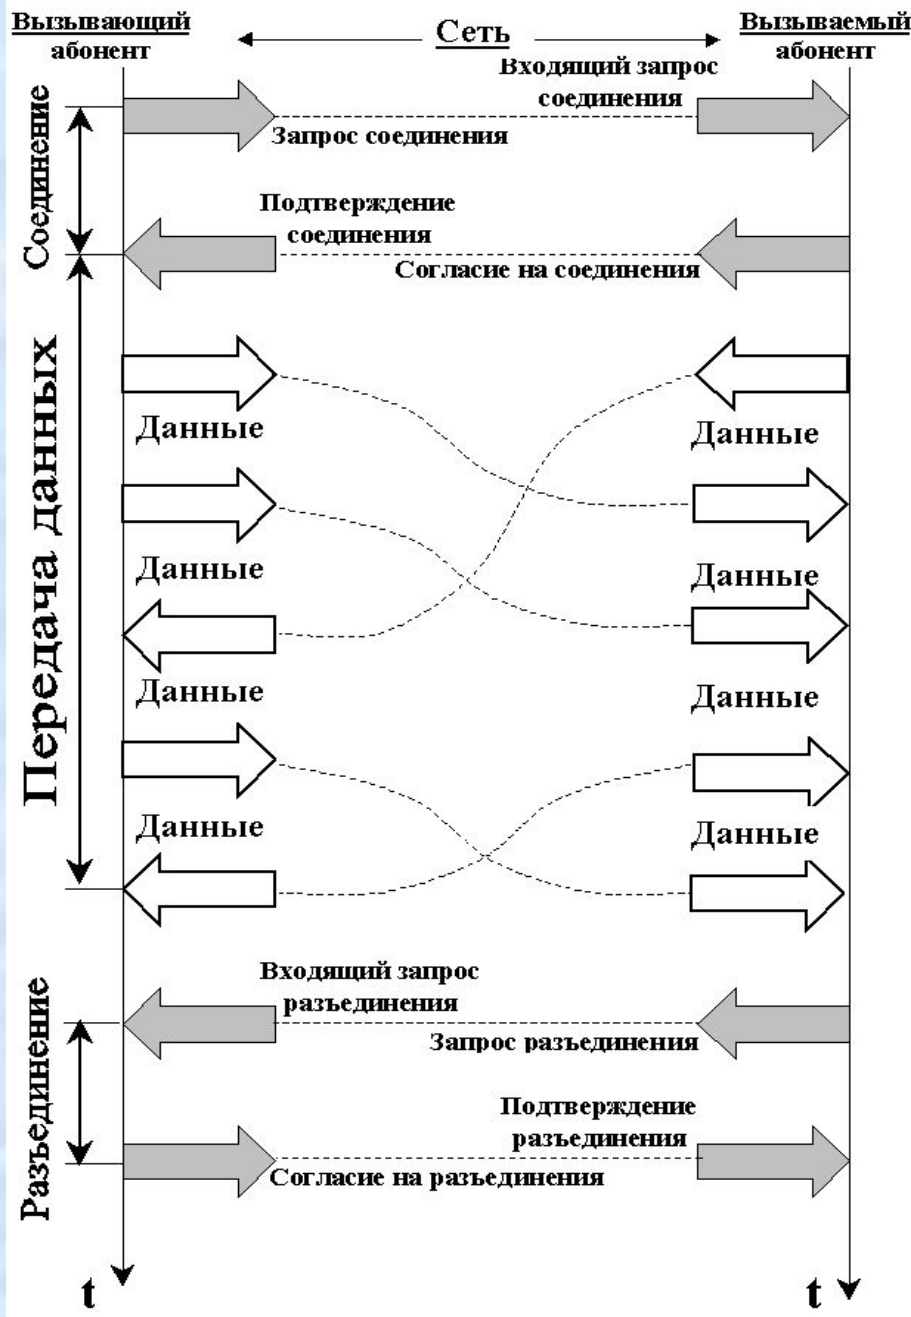 Вызывающий
абонент
Сеть
Вызываемый
абонент
Входящий запрос
соединения
Запрос соединения
Соединение
Подтверждение
соединения
Согласие на соединения
Передача данных
Данные
Данные
Данные
Данные
Данные
Данные
Данные
Данные
Входящий запрос
разъединения
Запрос разъединения
Разъединение
Подтверждение
разъединения
Согласие на разъединения
t
t